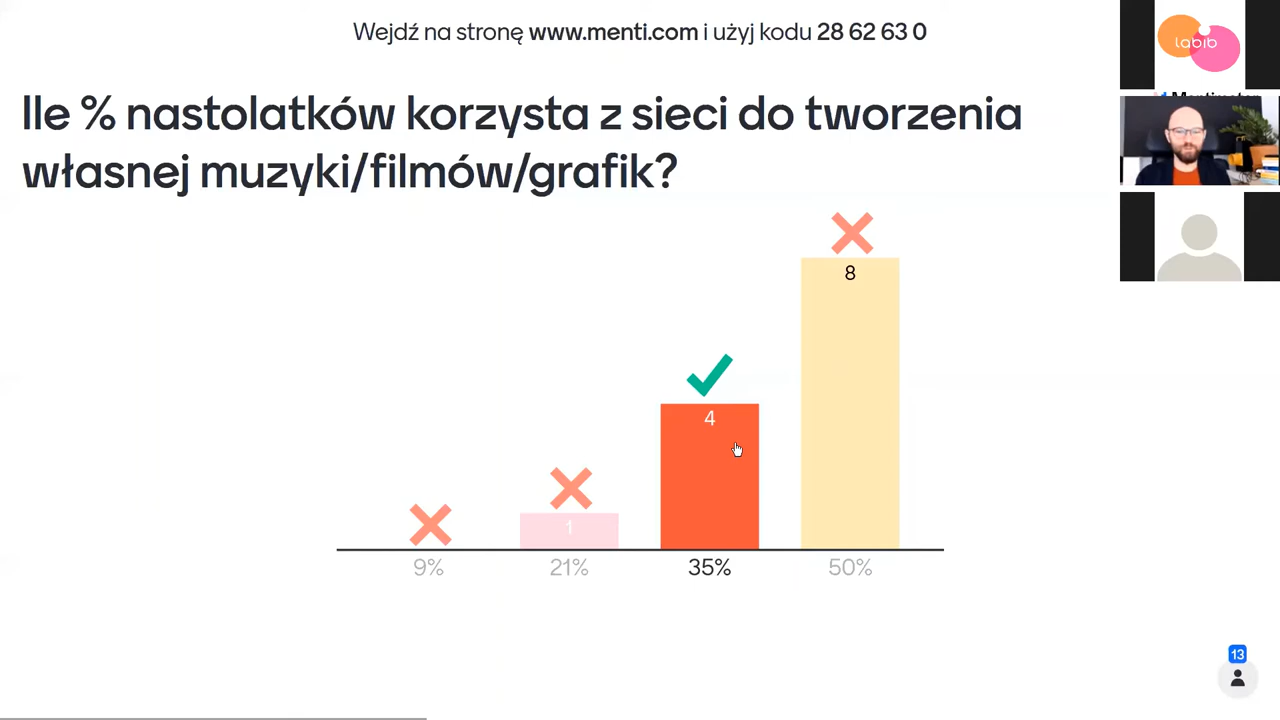 Wejdź na stronę www.menti.com i użyj kodu 28 62 63 0
Ile % nastolatków korzysta z sieci do tworzenia
własnej muzyki/filmów/grafik?
8
4
1
9%
21%
35%
50%
labib
13